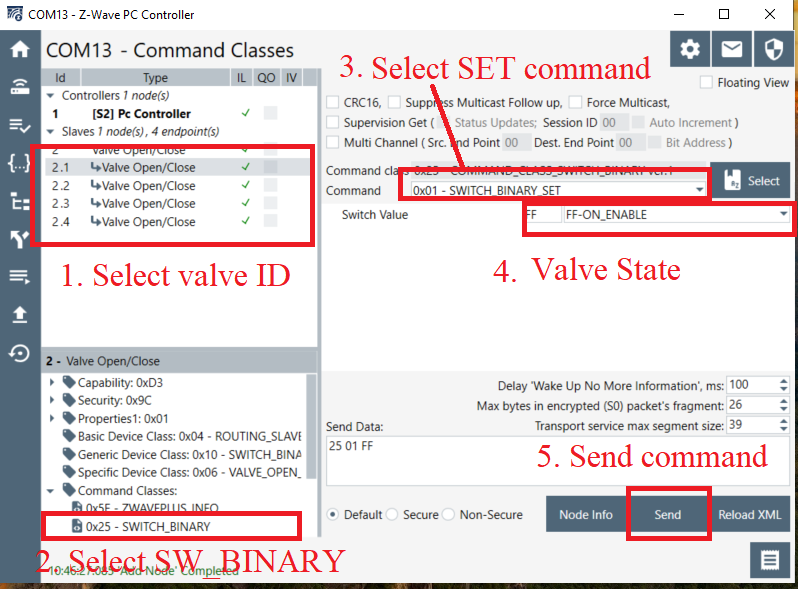 COM13 - Z-Wave PC Controller
COM13 - Command Classes
3. Select SET command
Id Type IL QO IV
Floating View
Controllers 1 node(s)
CRC16, Suppress Multicast Follow up, Force Multicast,
1 [S2] Pc Controller
Supervision Get ( Status Updates; Session ID 00 Auto Increment )
Slaves 1 node(s) , 4 endpoint(s)
Multi Channel ( Src. End Point 00 Dest. End Point 00 Bit Address )
2 Valve Open/Close
2.1 Valve Open/Close
Command class 0x25 - COMMAND_CLASS_SWITCH_BINARY ver.1
Select
2.2 Valve Open/Close
Command 0x01 - SWITCH_BINARY_SET
2.3 Valve Open/Close
Switch Value FF FF-ON_ENABLE
2.4 Valve Open/Close
1. Select valve ID
4. Valve State
2 - Valve Open/Close
Capability: 0xD3
Security: 0x9C
Properties1: 0x01
Basic Device Class: 0x04 - ROUTING_SLAVE
Generic Device Class: 0x10 - SWITCH_BINA
Specific Device Class: 0x06 - VALVE_OPEN_
Command Classes:
0x5E - ZWAVEPLUS_INFO
0x25 - SWITCH_BINARY
Delay 'Wake Up No More Information', ms: 100
Max bytes in encrypted (S0) packet's fragment: 26
Transport service max segment size: 39
Send Data:
25 01 FF
5. Send command
Default Secure Non-Secure
Node Info
Send
Reload XML
2. Select SW_BINARY
10:46:27.085 'Add Node' Completed